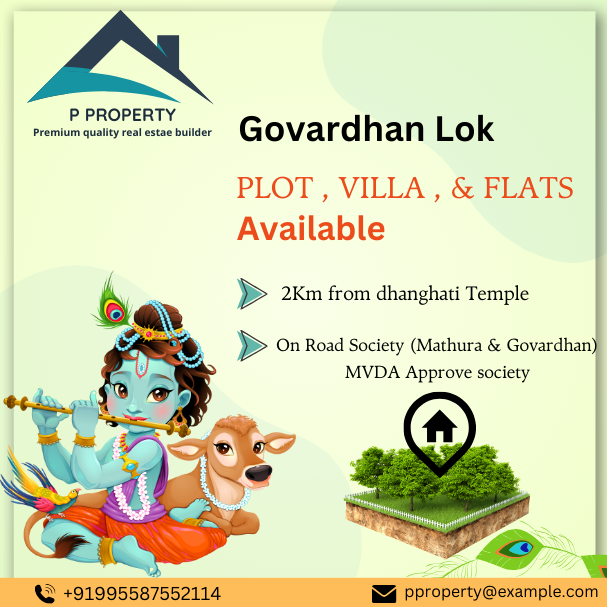 P PROPERTY
Premium quality real estae builder
Govardhan Lok
PLOT , VILLA , & FLATS
Available
2Km from dhanghati Temple
On Road Society (Mathura & Govardhan)
MVDA Approve society
+91995587552114
pproperty@example.com